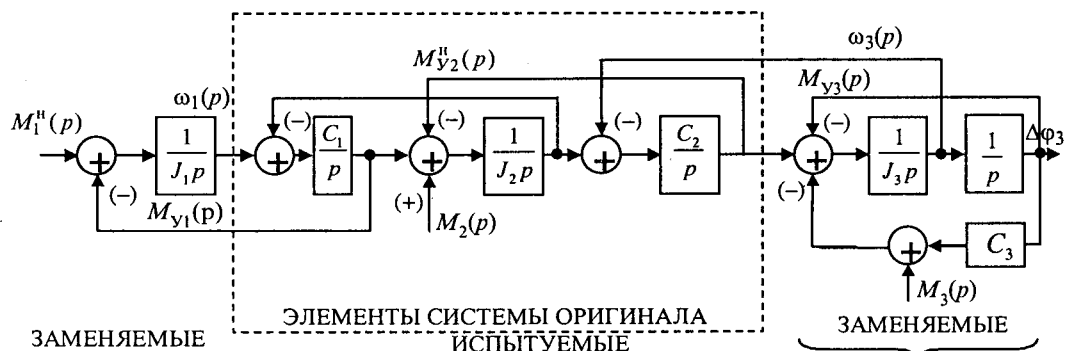 ω₃(p)
M^н_У2(p)
M_У3(p)
ω₁(p)
M₁^н(p)
(−)
(−)
(−)
(−)
Δφ₃
1
J₁p
C₁
p
1
J₂p
C₂
p
1
J₃p
1
p
(−)
(+)
(−)
M_У1(p)
M₂(p)
C₃
M₃(p)
ЭЛЕМЕНТЫ СИСТЕМЫ ОРИГИНАЛА
ЗАМЕНЯЕМЫЕ
ИСПЫТУЕМЫЕ
ЗАМЕНЯЕМЫЕ